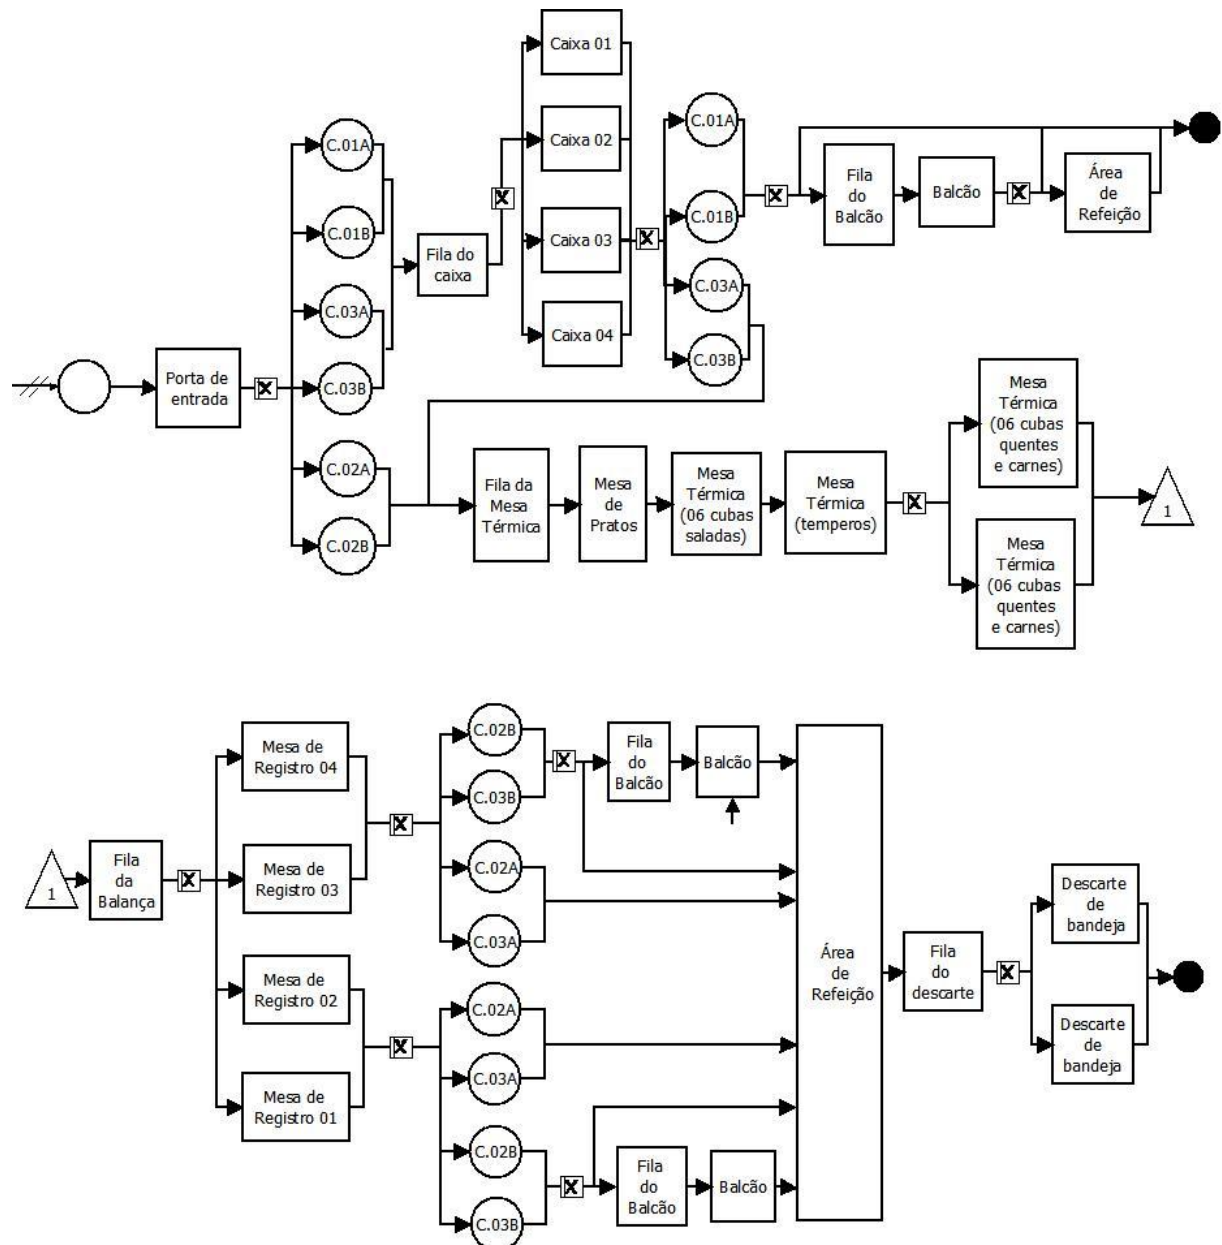 Caixa 01
Caixa 02
Caixa 03
Caixa 04
C.01A
C.01B
C.03A
C.03B
C.02A
C.02B
Porta de
entrada
Fila do
caixa
C.01A
C.01B
C.03A
C.03B
Fila
do
Balcão
Balcão
Área
de
Refeição
Fila da
Mesa
Térmica
Mesa
de
Pratos
Mesa
Térmica
(06 cubas
saladas)
Mesa
Térmica
(temperos)
Mesa
Térmica
(06 cubas
quentes
e carnes)
Mesa
Térmica
(06 cubas
quentes
e carnes)
1
1
Fila
da
Balança
Mesa de
Registro 04
Mesa de
Registro 03
Mesa de
Registro 02
Mesa de
Registro 01
C.02B
C.03B
C.02A
C.03A
C.02A
C.03A
C.02B
C.03B
Fila
do
Balcão
Balcão
Fila
do
Balcão
Balcão
Área
de
Refeição
Fila
do
descarte
Descarte
de
bandeja
Descarte
de
bandeja